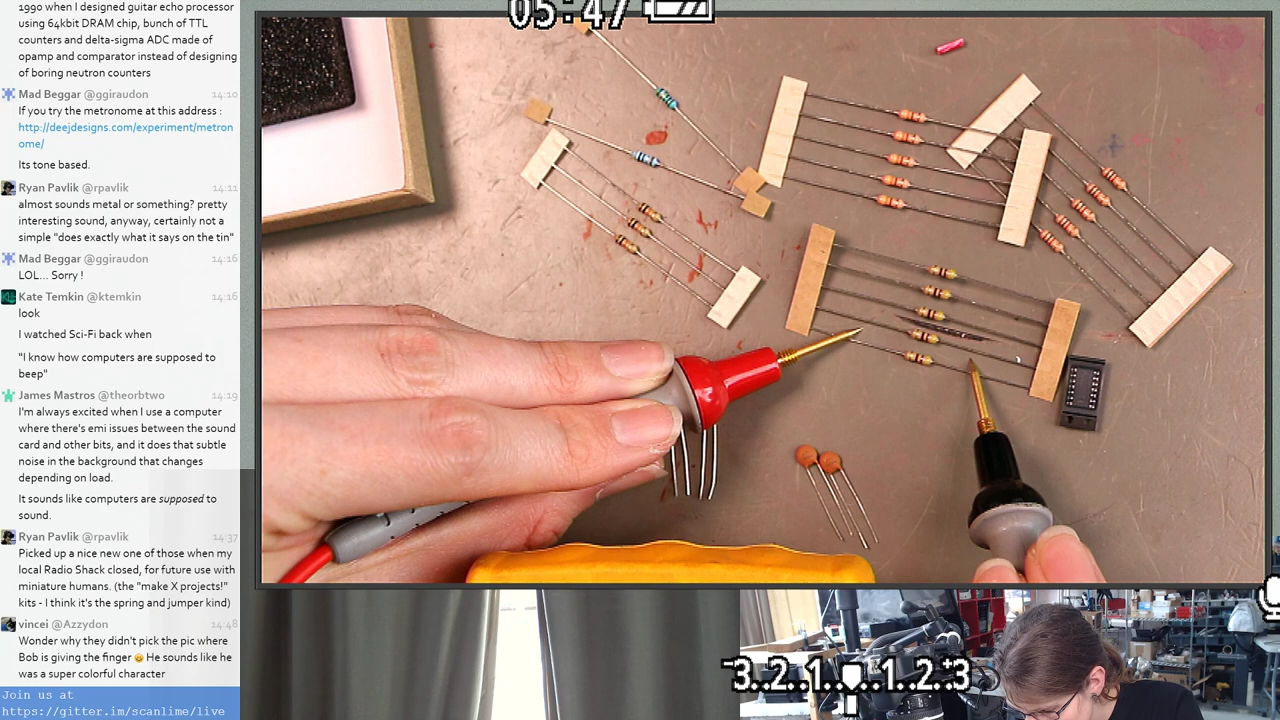 1990 when I designed guitar echo processor
using 64kbit DRAM chip, bunch of TTL
counters and delta-sigma ADC made of
opamp and comparator instead of designing
of boring neutron counters
Mad Beggar @ggiraudon 14:10
If you try the metronome at this address :
http://deejdesigns.com/experiment/metron
ome/
Its tone based.
Ryan Pavlik @rpavlik 14:11
almost sounds metal or something? pretty
interesting sound, anyway, certainly not a
simple "does exactly what it says on the tin"
Mad Beggar @ggiraudon 14:16
LOL... Sorry !
Kate Temkin @ktemkin 14:16
look
I watched Sci-Fi back when
"I know how computers are supposed to
beep"
James Mastros @theorbtwo 14:19
I'm always excited when I use a computer
where there's emi issues between the sound
card and other bits, and it does that subtle
noise in the background that changes
depending on load.
It sounds like computers are supposed to
sound.
Ryan Pavlik @rpavlik 14:37
Picked up a nice new one of those when my
local Radio Shack closed, for future use with
miniature humans. (the "make X projects!"
kits - I think it's the spring and jumper kind)
vincei @Azzydon 14:48
Wonder why they didn't pick the pic where
Bob is giving the finger 😄 He sounds like he
was a super colorful character
Join us at
https://gitter.im/scanlime/live
05:47
-3..2..1....1..2..+3